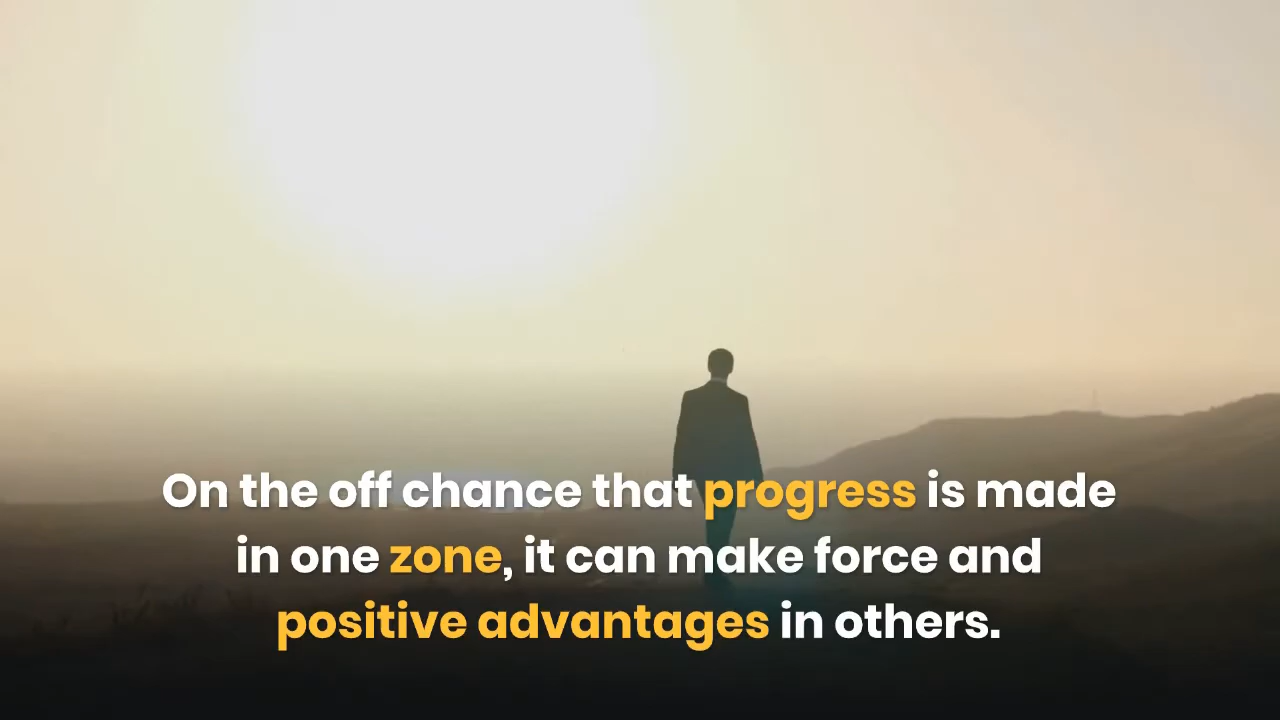 On the off chance that progress is made
in one zone, it can make force and
positive advantages in others.